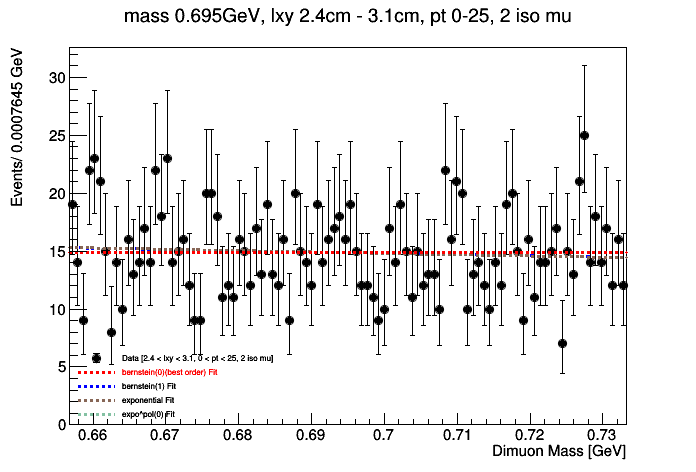 mass 0.695GeV, lxy 2.4cm - 3.1cm, pt 0-25, 2 iso mu
Events/ 0.0007645 GeV
30
25
20
15
10
5
0
Data [2.4 < lxy < 3.1, 0 < pt < 25, 2 iso mu]
bernstein(0)(best order) Fit
bernstein(1) Fit
exponential Fit
expo*pol(0) Fit
0.66 0.67 0.68 0.69 0.7 0.71 0.72 0.73
Dimuon Mass [GeV]